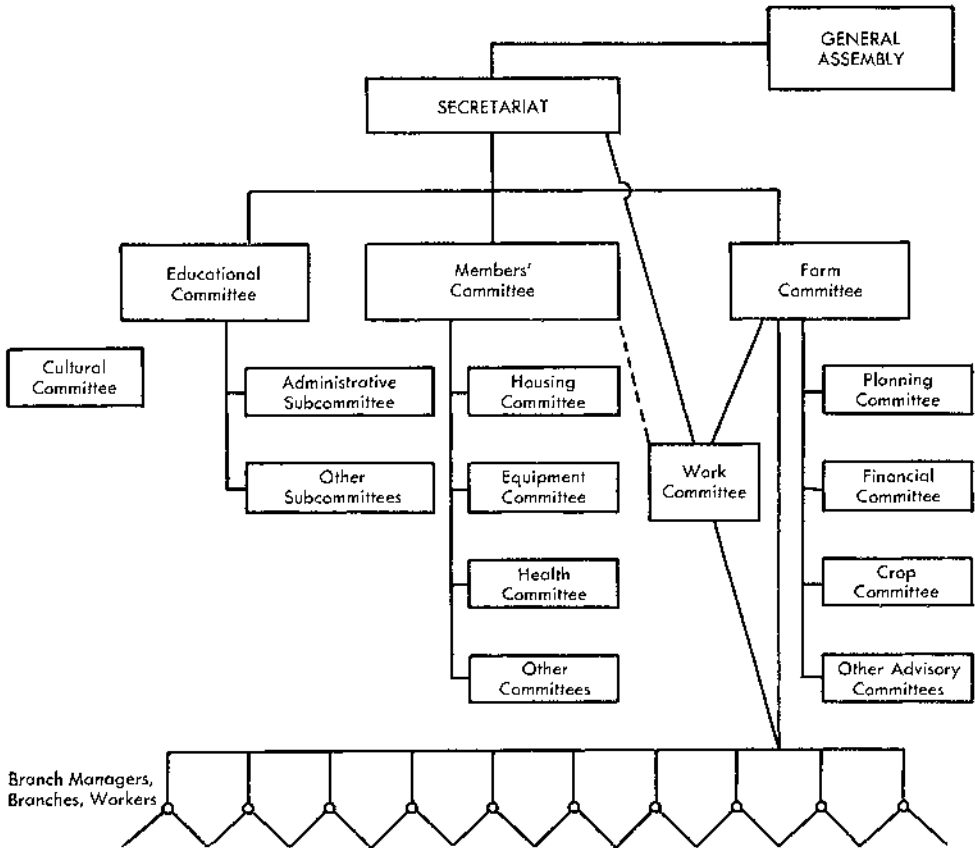 GENERAL
ASSEMBLY
SECRETARIAT
Educational
Committee
Members'
Committee
Farm
Committee
Cultural
Committee
Administrative
Subcommittee
Housing
Committee
Planning
Committee
Other
Subcommittees
Equipment
Committee
Work
Committee
Financial
Committee
Health
Committee
Crop
Committee
Other
Committees
Other Advisory
Committees
Branch Managers,
Branches, Workers